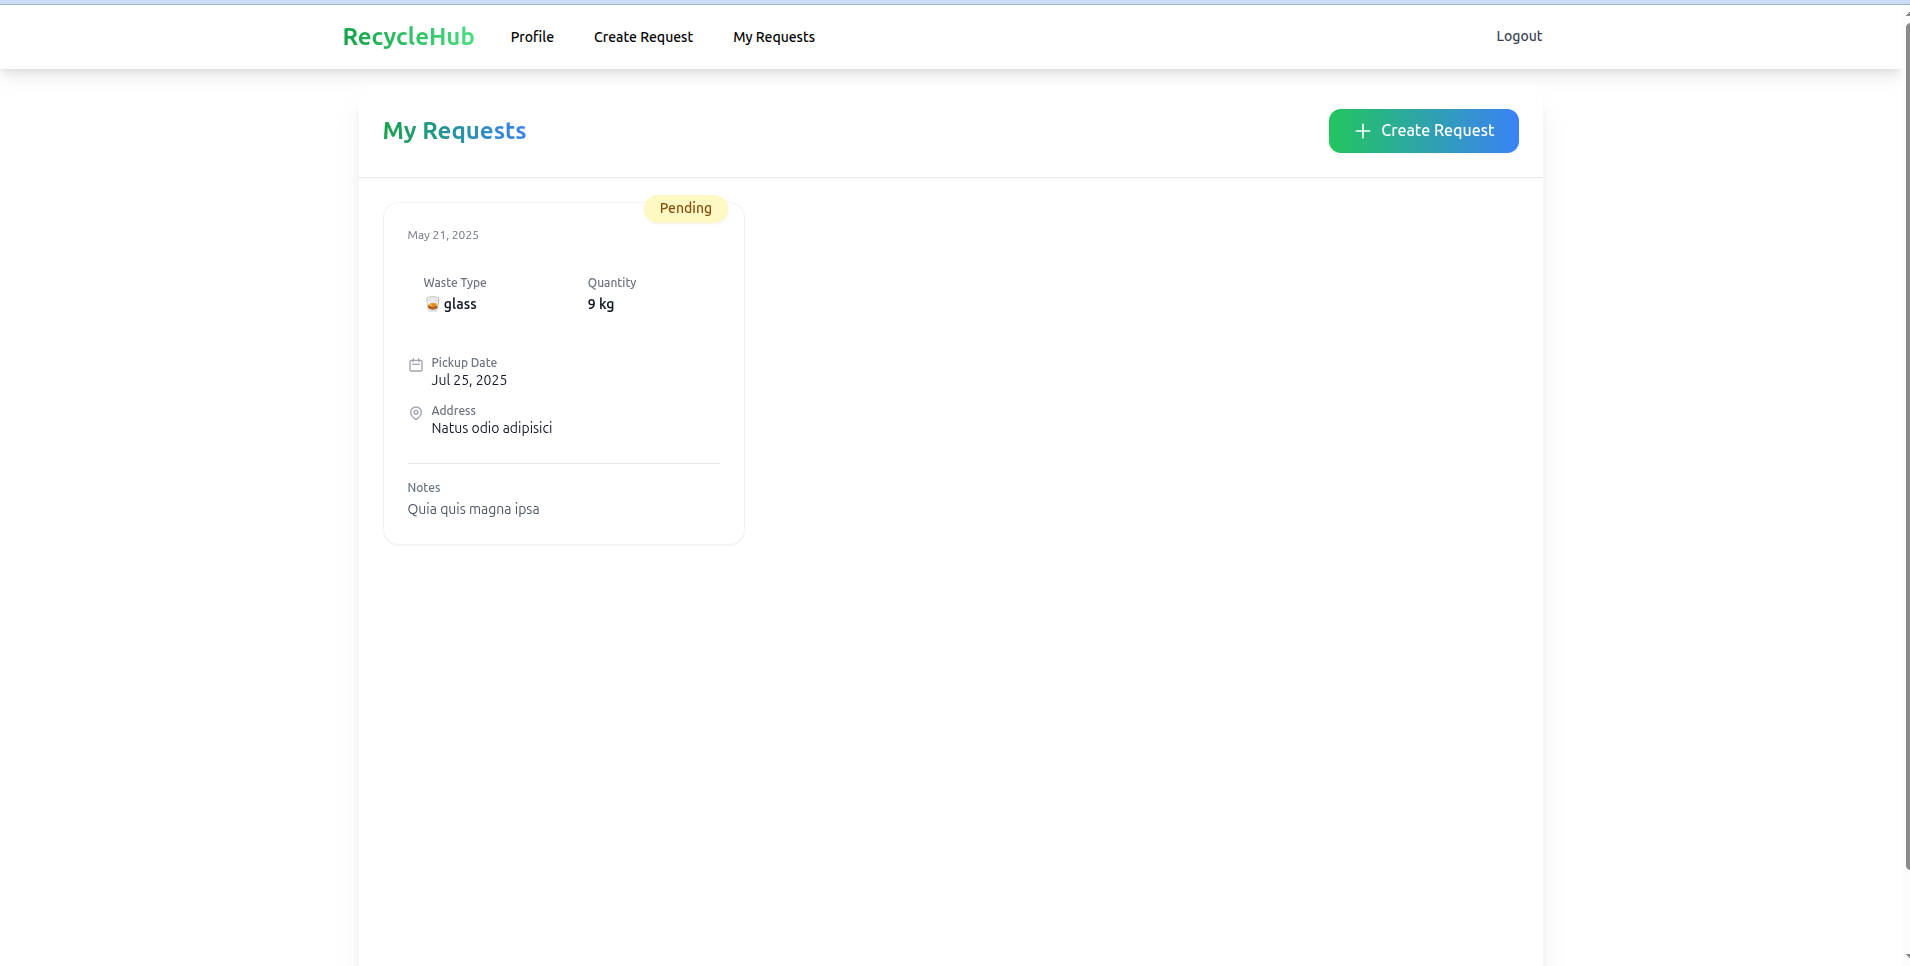 RecycleHub Profile Create Request My Requests Logout
My Requests Create Request
Pending
May 21, 2025
Waste Type Quantity
🥃 glass 9 kg
Pickup Date
Jul 25, 2025
Address
Natus odio adipisici
Notes
Quia quis magna ipsa